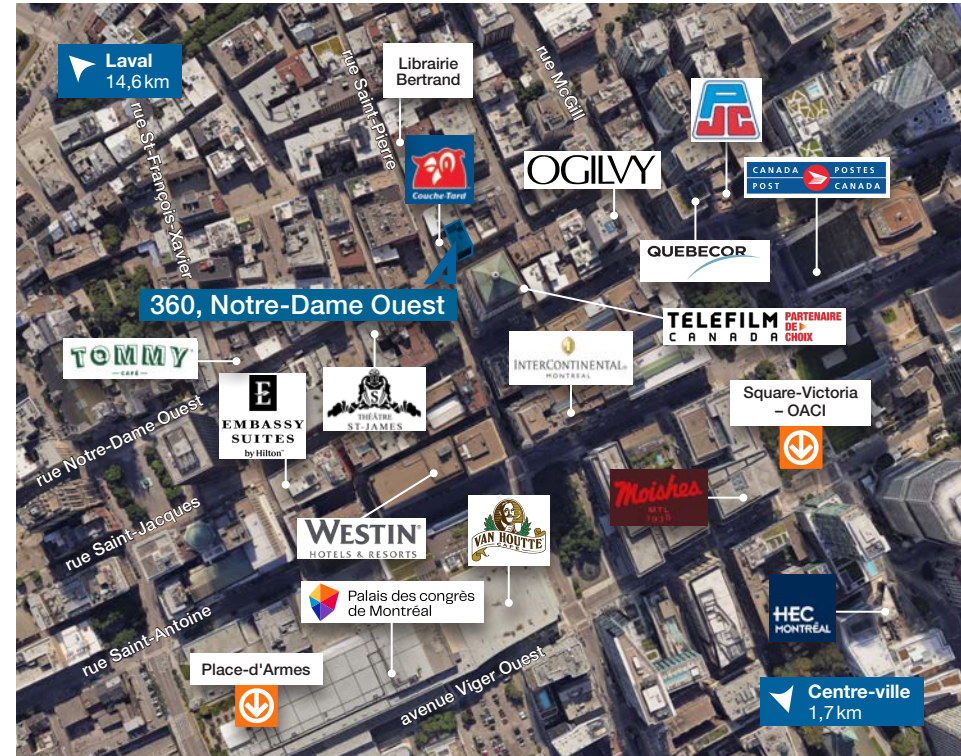 Laval
14,6 km
rue St-François-Xavier
rue Saint-Pierre
Librairie
Bertrand
rue McGill
Couche-Tard
PJC
OGILVY
CANADA
POST
POSTES
CANADA
QUEBECOR
360, Notre-Dame Ouest
TELEFILM
CANADA
PARTENAIRE
DE
CHOIX
TOMMY
CAFÉ
INTERCONTINENTAL®
MONTREAL
E
EMBASSY
SUITES
by Hilton™
S
THÉÂTRE
ST-JAMES
Square-Victoria
– OACI
rue Notre-Dame Ouest
Moishes
MTL
1938
rue Saint-Jacques
WESTIN®
HOTELS & RESORTS
VAN HOUTTE
CAFÉ
Palais des congrès
de Montréal
HEC
MONTRÉAL
rue Saint-Antoine
Place-d'Armes
avenue Viger Ouest
Centre-ville
1,7 km